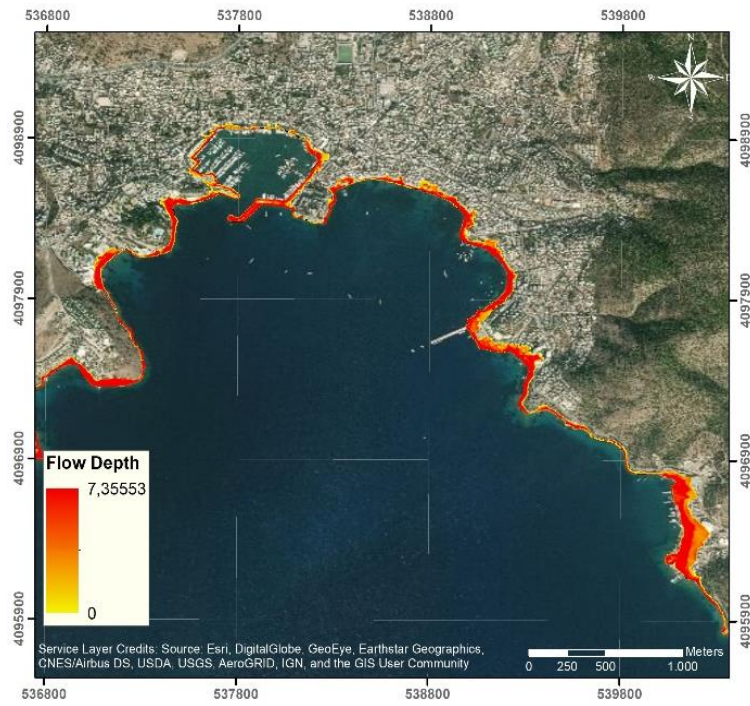 536800 537800 538800 539800
N
W E
S
4098900 4098900
4097900 4097900
4096900 4096900
4095900 4095900
Flow Depth
7,35553
0
Service Layer Credits: Source: Esri, DigitalGlobe, GeoEye, Earthstar Geographics,
CNES/Airbus DS, USDA, USGS, AeroGRID, IGN, and the GIS User Community
Meters
0 250 500 1.000
536800 537800 538800 539800